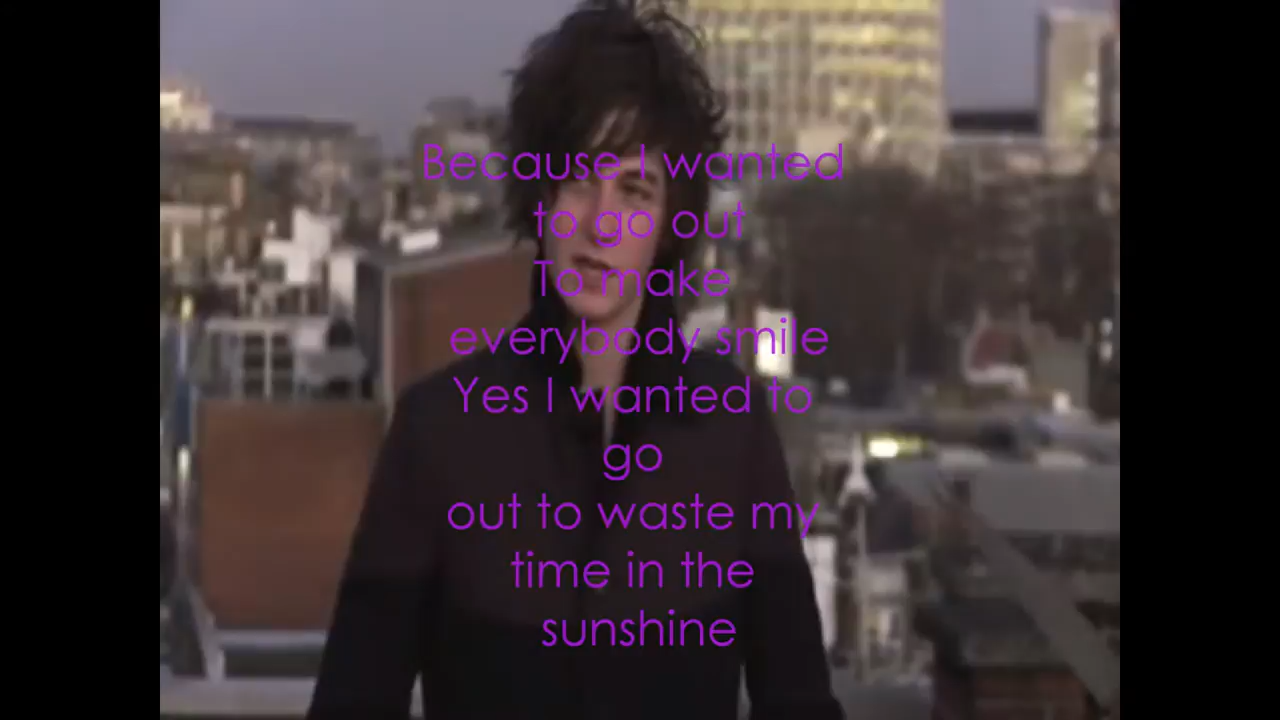 Because I wanted
to go out
To make
everybody smile
Yes I wanted to
go
out to waste my
time in the
sunshine